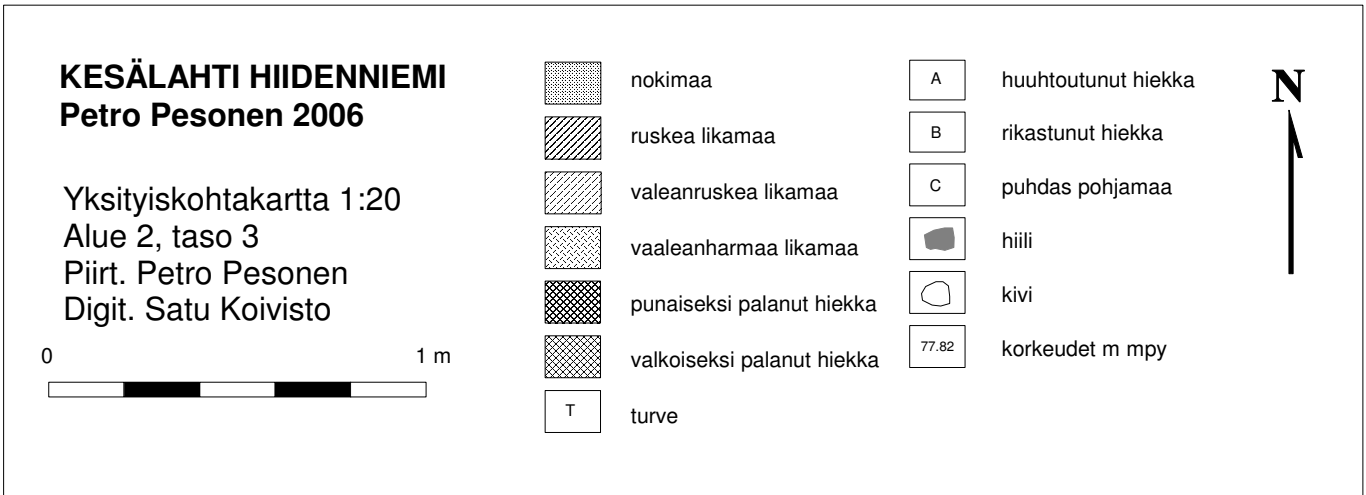 KESÄLAHTI HIIDENNIEMI
Petro Pesonen 2006
Yksityiskohtakartta 1:20
Alue 2, taso 3
Piirt. Petro Pesonen
Digit. Satu Koivisto
0 1 m
nokimaa
ruskea likamaa
valeanruskea likamaa
vaaleanharmaa likamaa
punaiseksi palanut hiekka
valkoiseksi palanut hiekka
T turve
A huuhtoutunut hiekka
B rikastunut hiekka
C puhdas pohjamaa
hiili
kivi
77.82 korkeudet m mpy
N